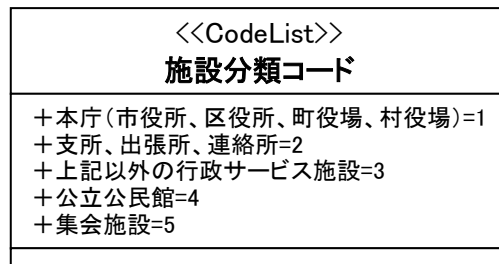 <<CodeList>>
施設分類コード
＋本庁（市役所、区役所、町役場、村役場）=1
＋支所、出張所、連絡所=2
＋上記以外の行政サービス施設=3
＋公立公民館=4
＋集会施設=5